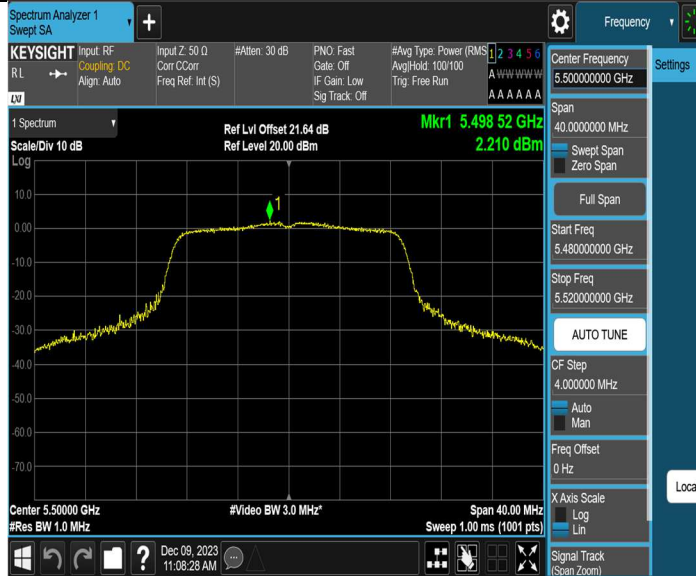 Spectrum Analyzer 1
Swept SA
Frequency
KEYSIGHT
RL
LXI
Input: RF
Coupling: DC
Align: Auto
Input Z: 50 Ω
Corr CCorr
Freq Ref: Int (S)
#Atten: 30 dB
PNO: Fast
Gate: Off
IF Gain: Low
Sig Track: Off
#Avg Type: Power (RMS
Avg|Hold: 100/100
Trig: Free Run
1 2 3 4 5 6
A W W W W W
A A A A A A
1 Spectrum
Scale/Div 10 dB
Log
Ref Lvl Offset 21.64 dB
Ref Level 20.00 dBm
Mkr1 5.498 52 GHz
2.210 dBm
1
10.0
0.00
-10.0
-20.0
-30.0
-40.0
-50.0
-60.0
-70.0
Center 5.50000 GHz
#Res BW 1.0 MHz
#Video BW 3.0 MHz*
Span 40.00 MHz
Sweep 1.00 ms (1001 pts)
Center Frequency
5.500000000 GHz
Span
40.0000000 MHz
Swept Span
Zero Span
Full Span
Start Freq
5.480000000 GHz
Stop Freq
5.520000000 GHz
AUTO TUNE
CF Step
4.000000 MHz
Auto
Man
Freq Offset
0 Hz
X Axis Scale
Log
Lin
Signal Track
(Span Zoom)
Settings
Loca
?
Dec 09, 2023
11:08:28 AM